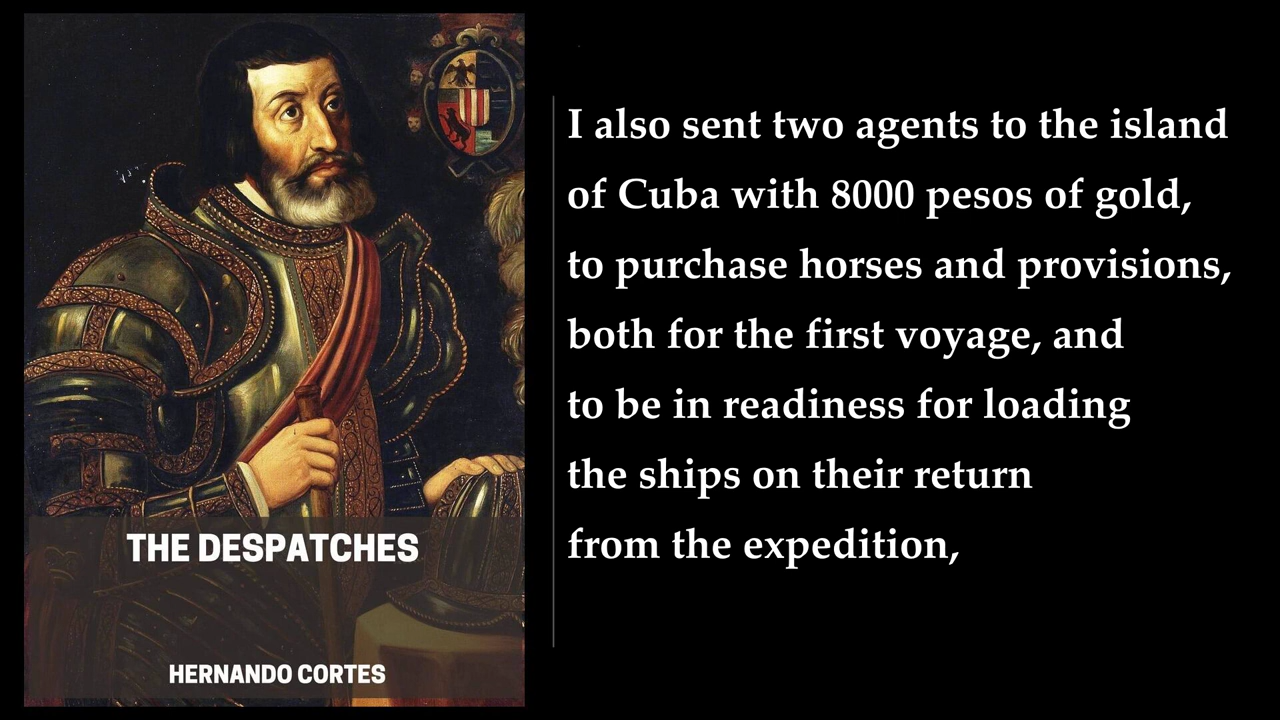 THE DESPATCHES
HERNANDO CORTES
I also sent two agents to the island
of Cuba with 8000 pesos of gold,
to purchase horses and provisions,
both for the first voyage, and
to be in readiness for loading
the ships on their return
from the expedition,